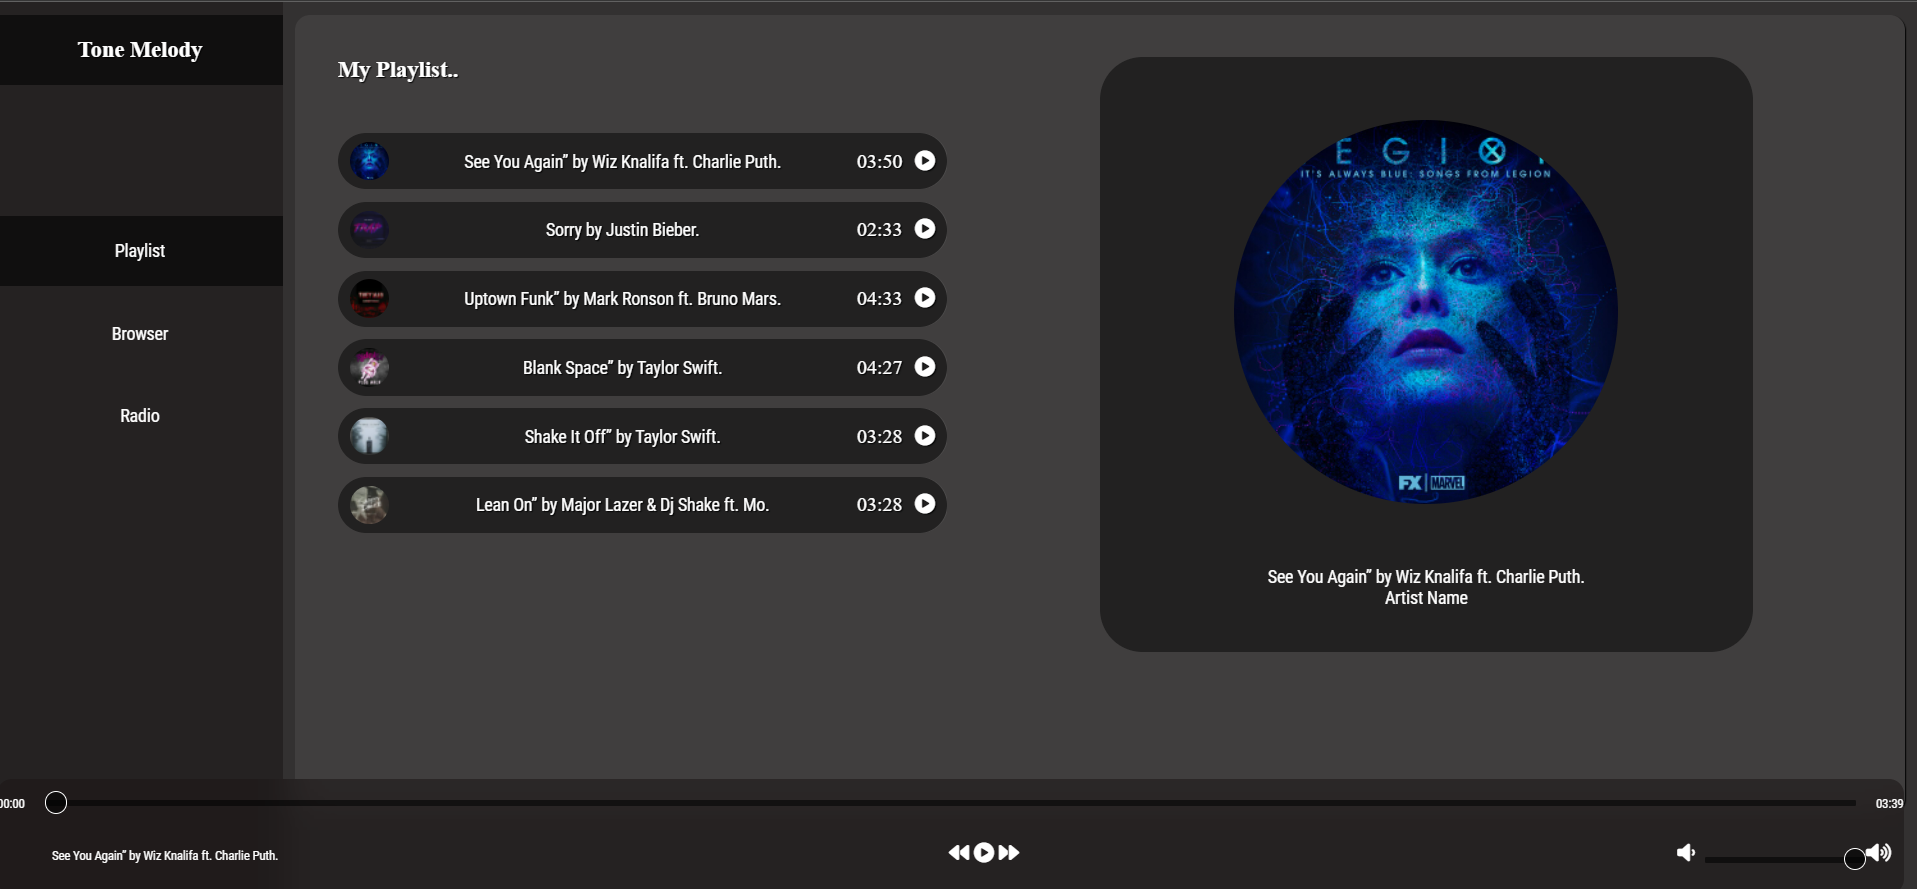 Tone Melody
Playlist
Browser
Radio
My Playlist..
See You Again” by Wiz Knalifa ft. Charlie Puth. 03:50
Sorry by Justin Bieber. 02:33
Uptown Funk” by Mark Ronson ft. Bruno Mars. 04:33
Blank Space” by Taylor Swift. 04:27
Shake It Off” by Taylor Swift. 03:28
Lean On” by Major Lazer & Dj Shake ft. Mo. 03:28
EGIO
IT'S ALWAYS BLUE: SONGS FROM LEGION
FX MARVEL
See You Again” by Wiz Knalifa ft. Charlie Puth.
Artist Name
00:00 03:39
See You Again” by Wiz Knalifa ft. Charlie Puth.